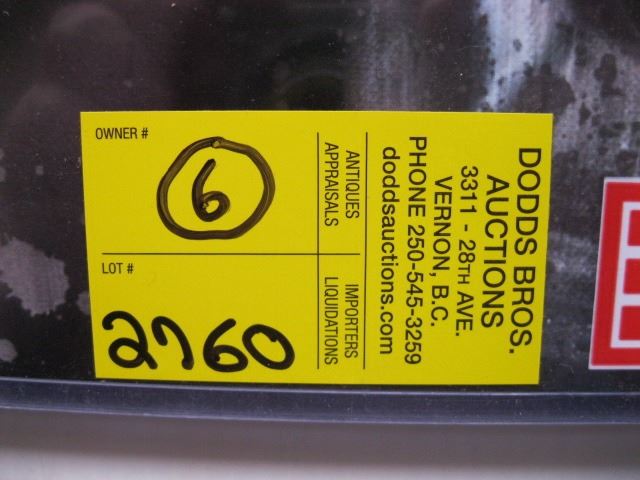 OWNER #
6
LOT #
2760
ANTIQUES
APPRAISALS
IMPORTERS
LIQUIDATIONS
DODDS BROS.
AUCTIONS
3311 - 28TH AVE.
VERNON, B.C.
PHONE 250-545-3259
doddsauctions.com